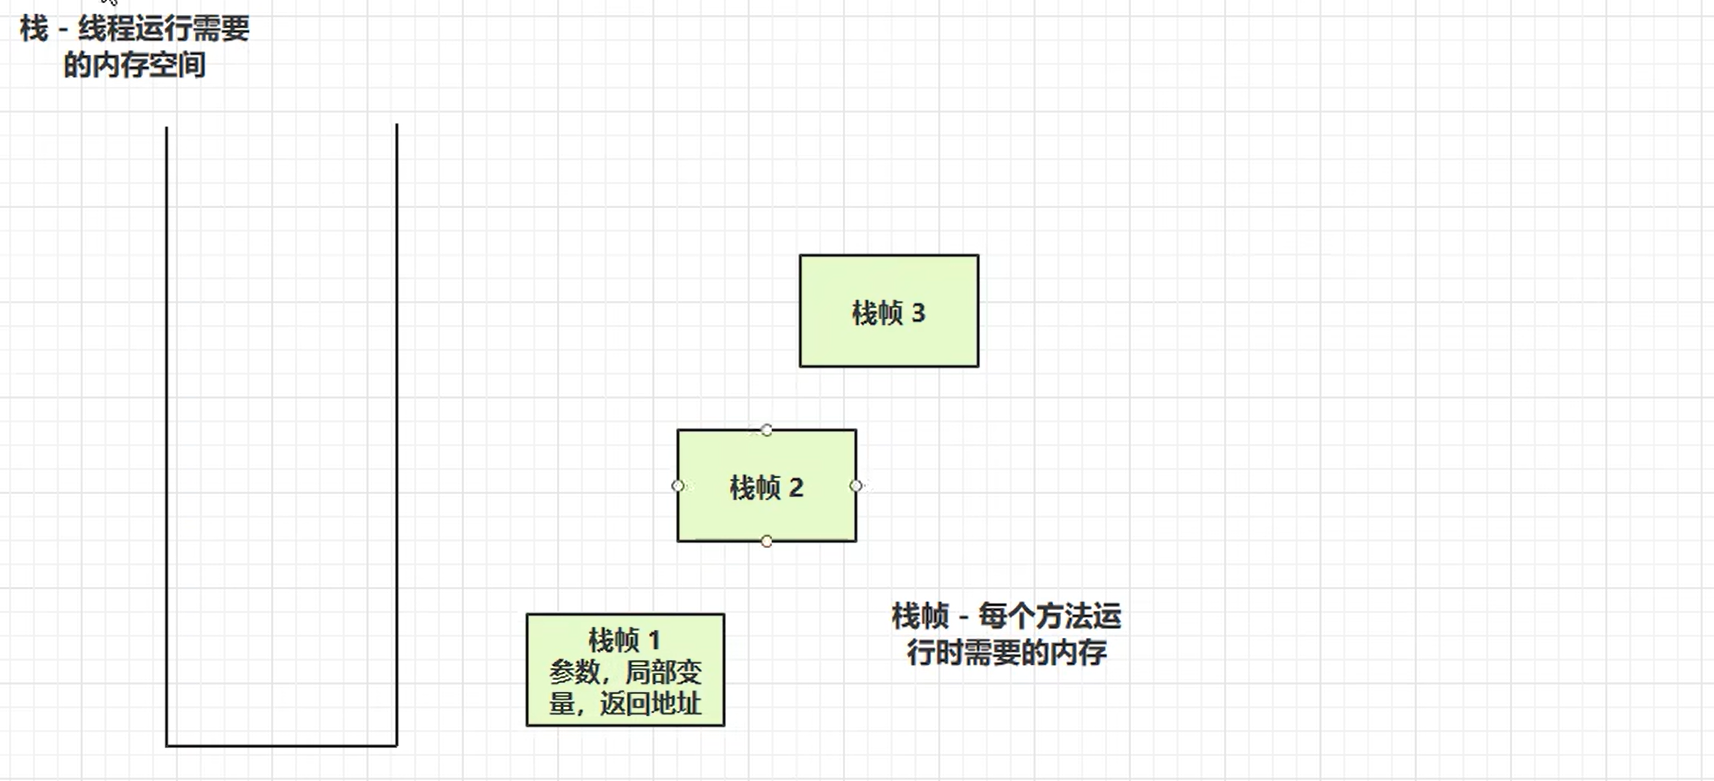 栈 - 线程运行需要
的内存空间
栈帧 3
栈帧 2
栈帧 1
参数，局部变
量，返回地址
栈帧 - 每个方法运
行时需要的内存